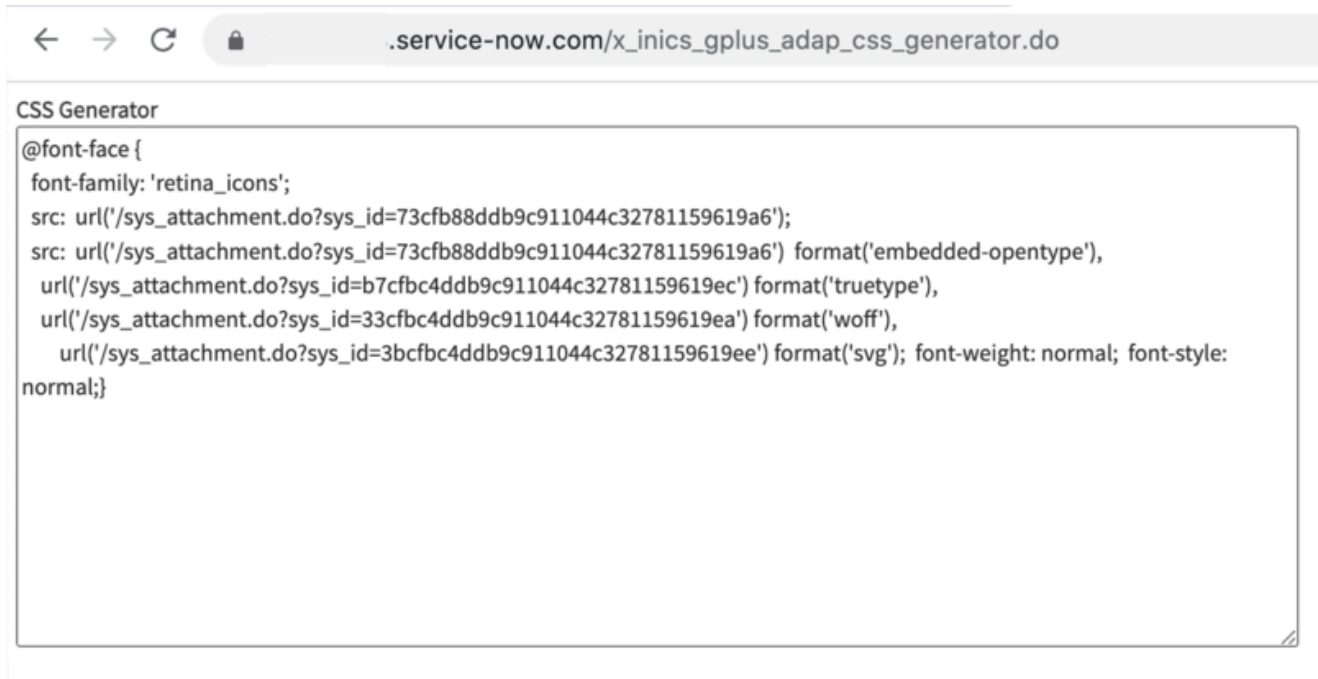 .service-now.com/x_inics_gplus_adap_css_generator.do
CSS Generator
@font-face {
font-family: 'retina_icons';
src: url('/sys_attachment.do?sys_id=73cfb88ddb9c911044c32781159619a6');
src: url('/sys_attachment.do?sys_id=73cfb88ddb9c911044c32781159619a6') format('embedded-opentype'),
url('/sys_attachment.do?sys_id=b7cfbc4ddb9c911044c32781159619ec') format('truetype'),
url('/sys_attachment.do?sys_id=33cfbc4ddb9c911044c32781159619ea') format('woff'),
url('/sys_attachment.do?sys_id=3bcfbc4ddb9c911044c32781159619ee') format('svg'); font-weight: normal; font-style:
normal;}